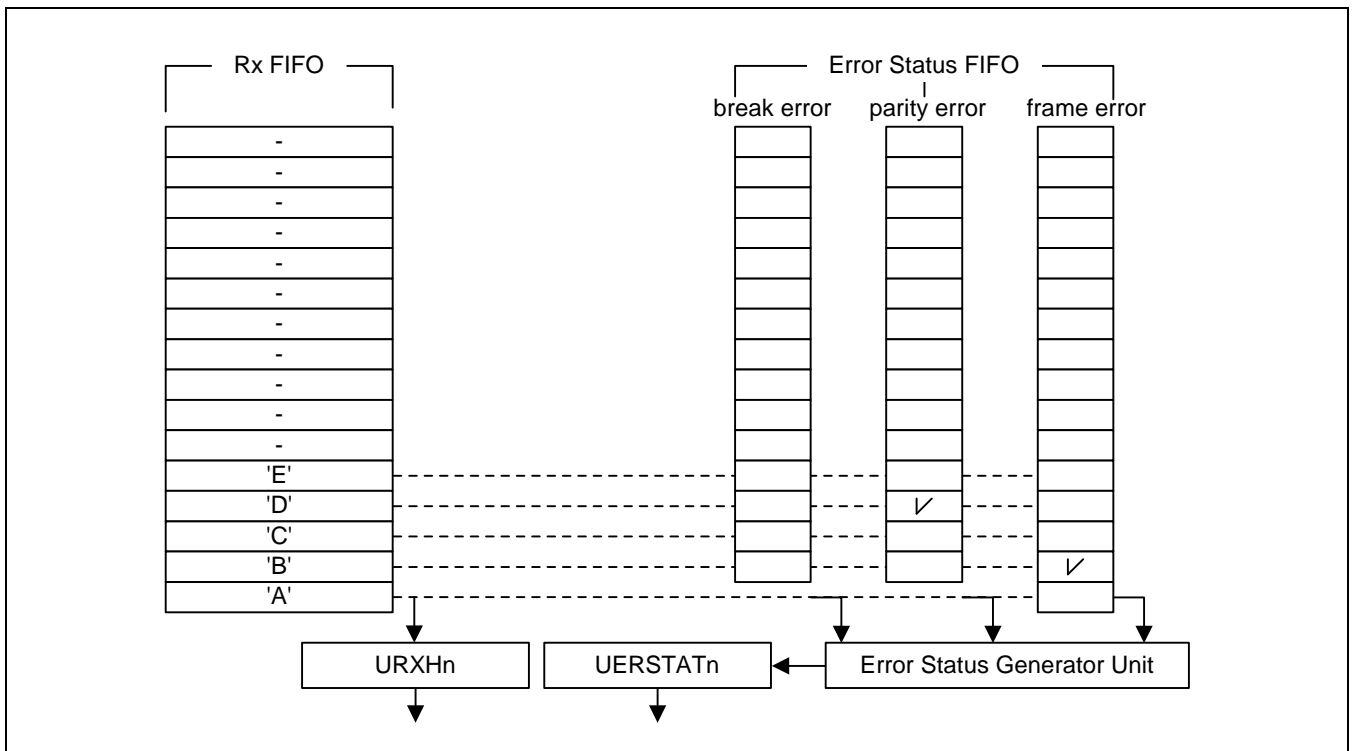 Rx FIFO
Error Status FIFO
break error parity error frame error
-
-
-
-
-
-
-
-
-
-
-
'E'
'D'
'C'
'B'
'A'
URXHn
UERSTATn
Error Status Generator Unit